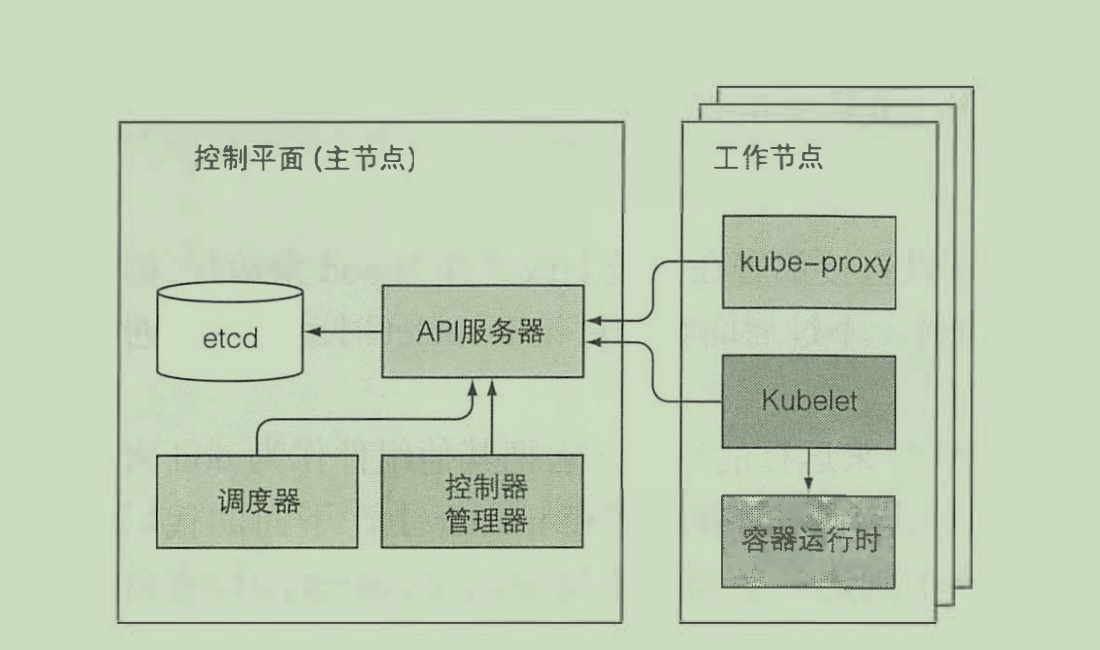 控制平面 (主节点)
etcd
API服务器
调度器
控制器
管理器
工作节点
kube-proxy
Kubelet
容器运行时